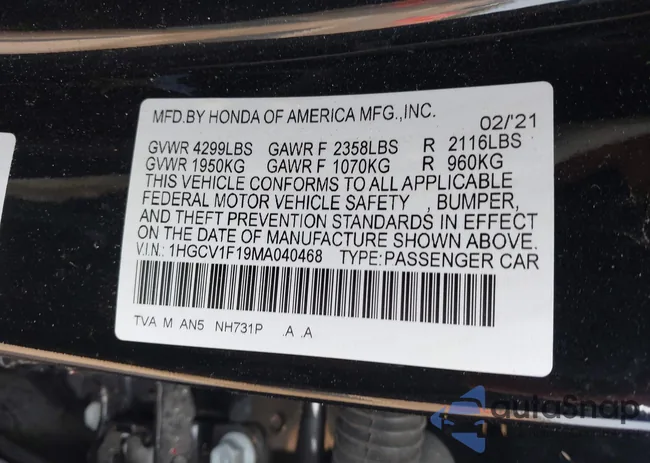 MFD.BY HONDA OF AMERICA MFG.,INC.
02/'21
GVWR 4299LBS GAWR F 2358LBS R 2116LBS
GVWR 1950KG GAWR F 1070KG R 960KG
THIS VEHICLE CONFORMS TO ALL APPLICABLE
FEDERAL MOTOR VEHICLE SAFETY , BUMPER,
AND THEFT PREVENTION STANDARDS IN EFFECT
ON THE DATE OF MANUFACTURE SHOWN ABOVE.
V.I.N.: 1HGCV1F19MA040468 TYPE:PASSENGER CAR
TVA M AN5 NH731P .A .A
autoSnap